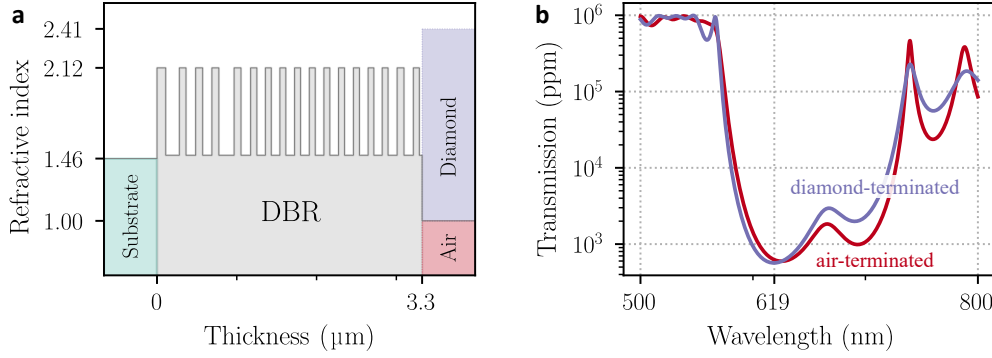 a
Refractive index
2.41
2.12
1.46
1.00
Substrate
DBR
Diamond
Air
0
3.3
Thickness (µm)
b
Transmission (ppm)
10⁶
10⁵
10⁴
10³
diamond-terminated
air-terminated
500
619
800
Wavelength (nm)